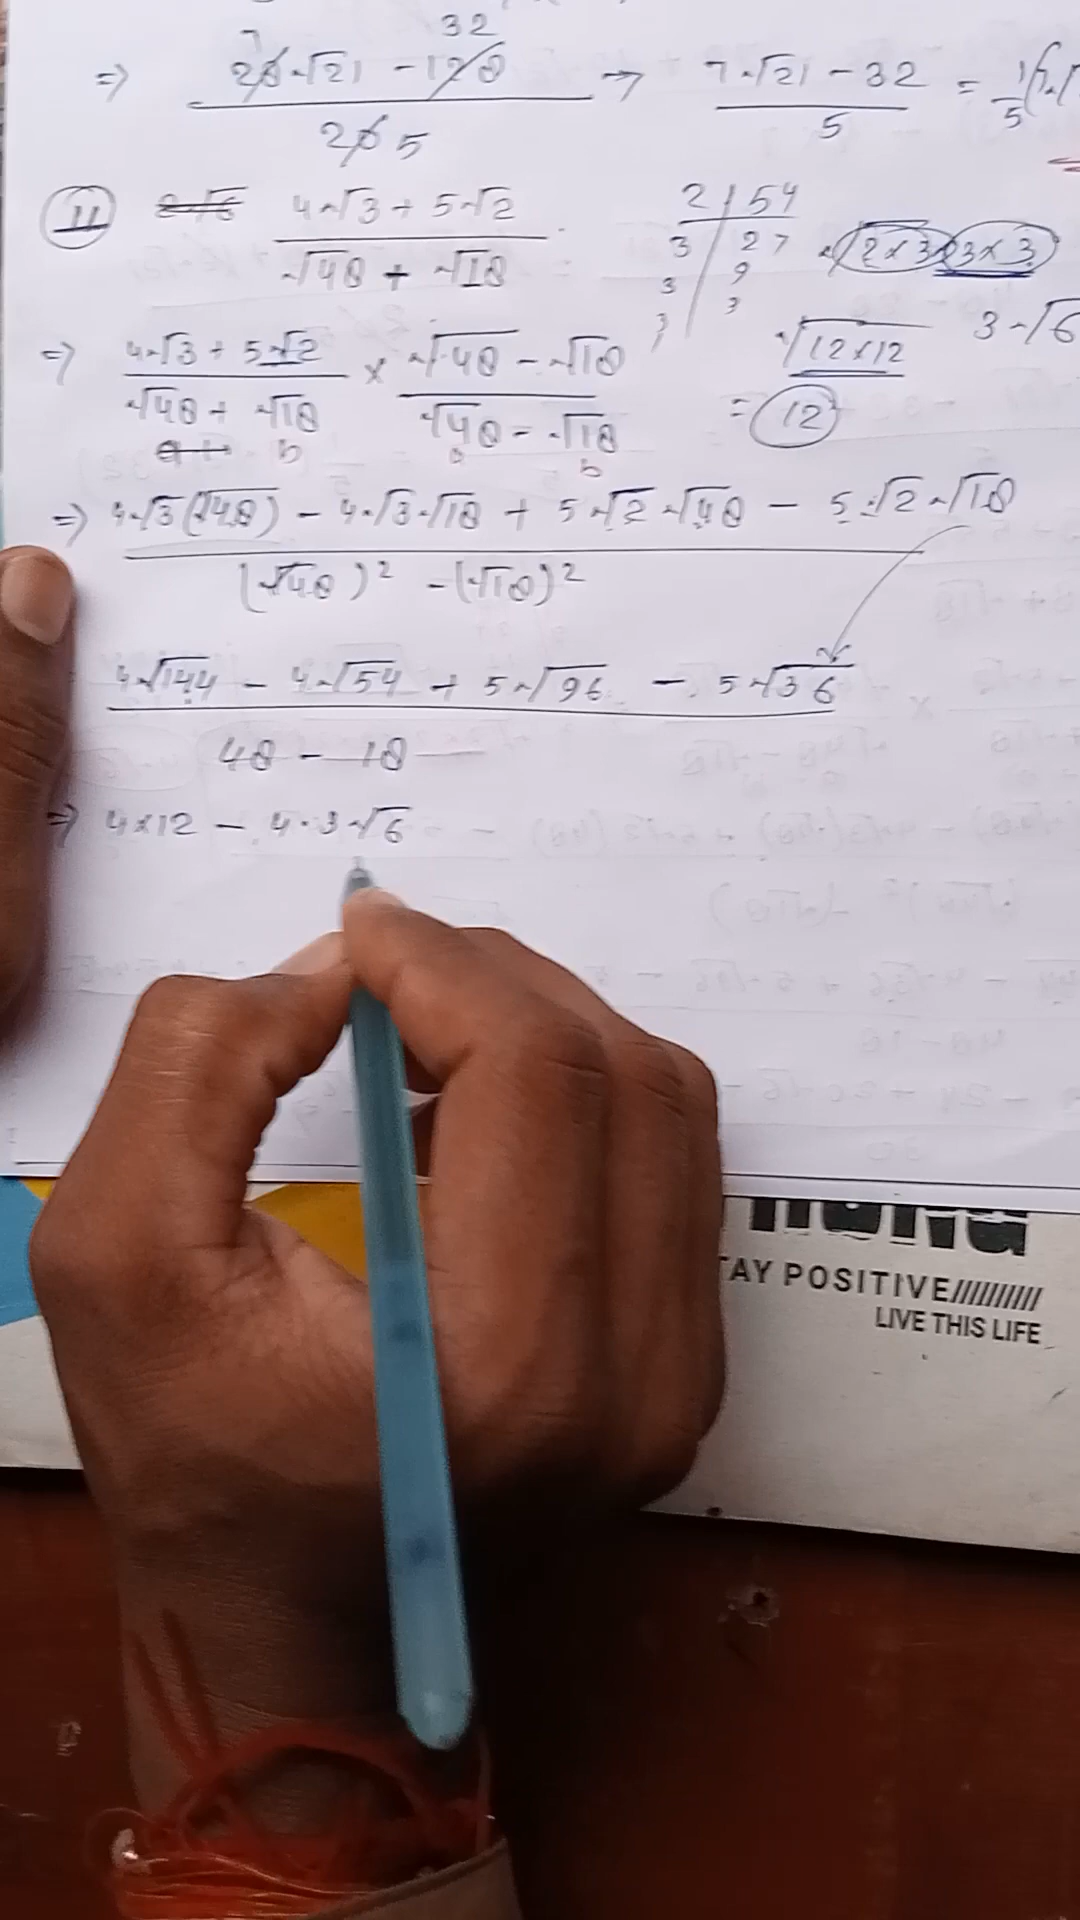 7 32
=> 28√21 - 128 → 7√21 - 32 = 1
20 5 5 5
11 4√3 + 5√2 2 | 54
√48 + √18 3 | 27 √2×3×3×3
3 9
3 3
=> 4√3 + 5√2 × √48 - √18 √12×12 3√6
√48 + √18 √48 - √18 = 12
a + b a b
=> 4√3(√48) - 4√3√18 + 5√2√48 - 5√2√18
(√48)² - (√18)²
4√144 - 4√54 + 5√96 - 5√36
48 - 18
=> 4×12 - 4·3√6
TAY POSITIVE//////////
LIVE THIS LIFE